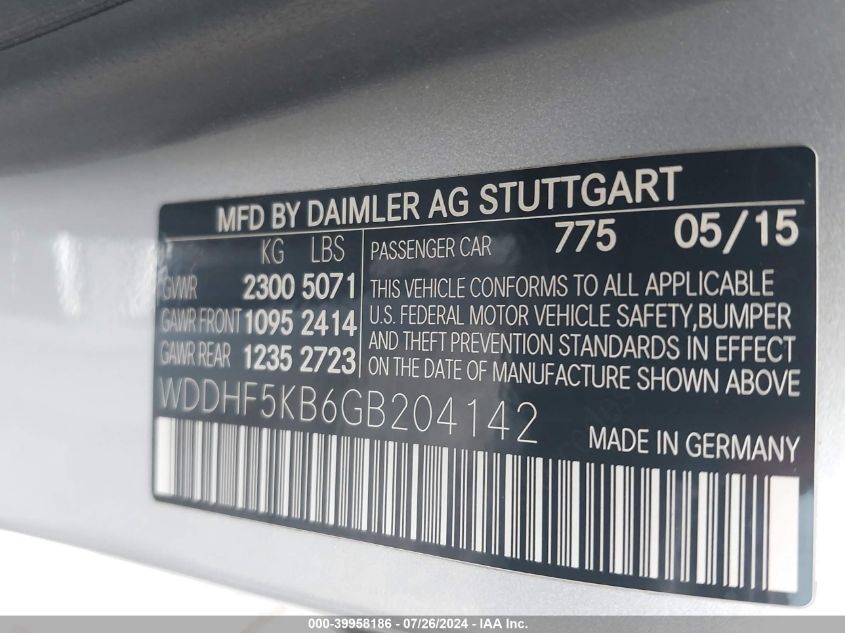 MFD BY DAIMLER AG STUTTGART
KG LBS
GVWR 2300 5071
GAWR FRONT 1095 2414
GAWR REAR 1235 2723
PASSENGER CAR 775 05/15
THIS VEHICLE CONFORMS TO ALL APPLICABLE
U.S. FEDERAL MOTOR VEHICLE SAFETY,BUMPER
AND THEFT PREVENTION STANDARDS IN EFFECT
ON THE DATE OF MANUFACTURE SHOWN ABOVE
WDDHF5KB6GB204142
MADE IN GERMANY
000-39958186 - 07/26/2024 - IAA Inc.